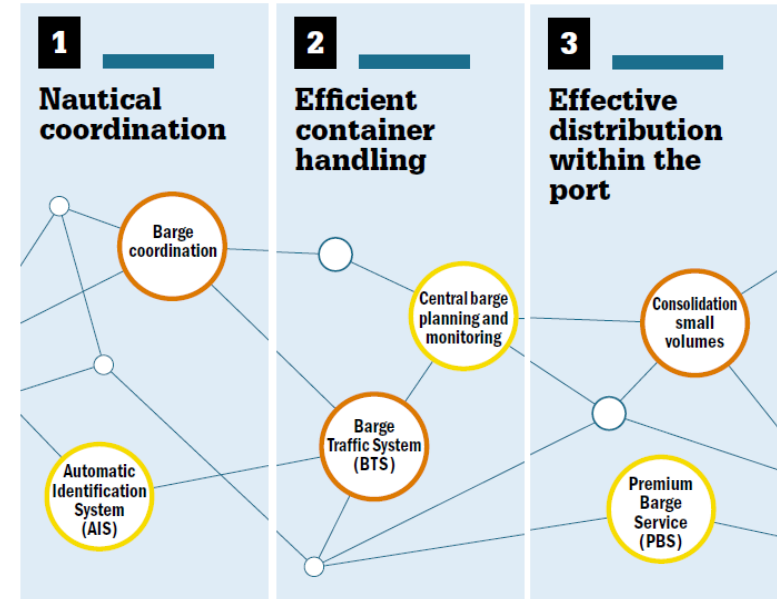 1
Nautical
coordination
Barge
coordination
Automatic
Identification
System
(AIS)
2
Efficient
container
handling
Central barge
planning and
monitoring
Barge
Traffic System
(BTS)
3
Effective
distribution
within the
port
Consolidation
small
volumes
Premium
Barge
Service
(PBS)